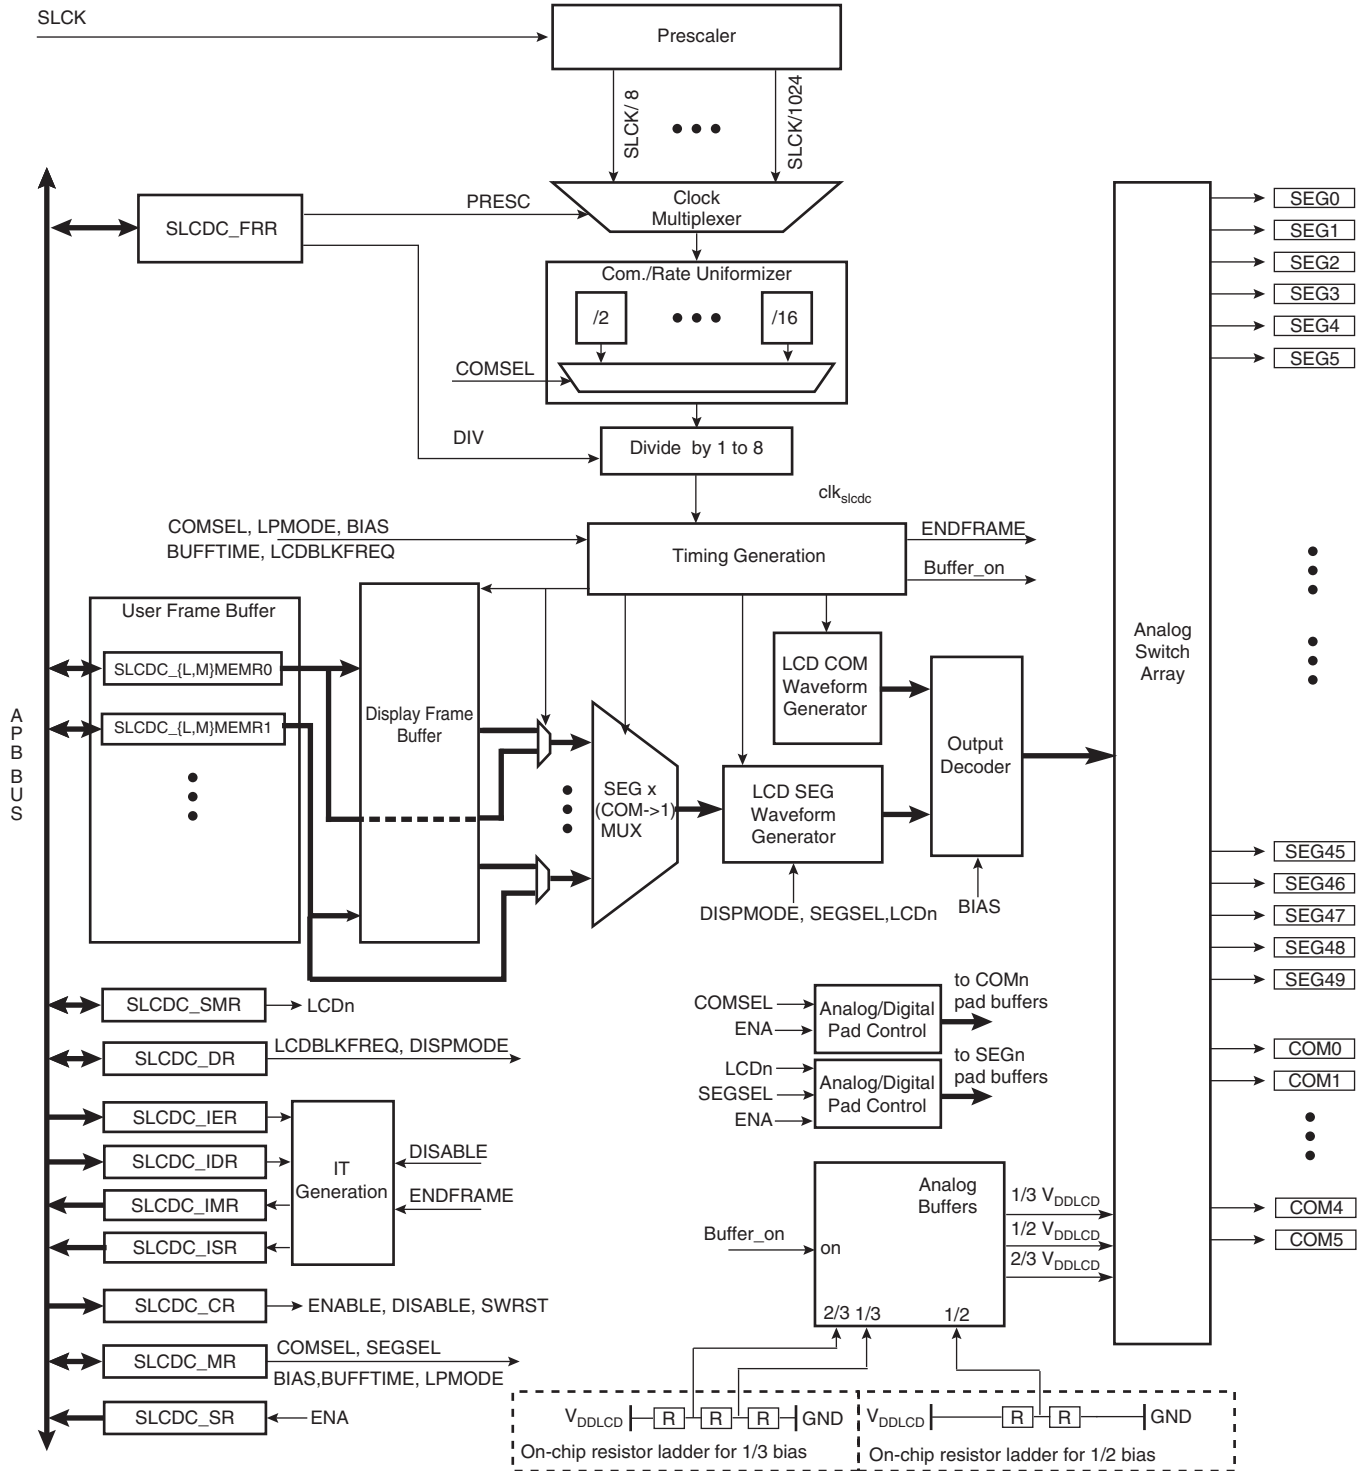 SLCK
Prescaler
SLCK/ 8
SLCK/1024
PRESC
Clock
Multiplexer
SLCDC_FRR
Com./Rate Uniformizer
/2
/16
COMSEL
DIV
Divide by 1 to 8
clkslcdc
COMSEL, LPMODE, BIAS
BUFFTIME, LCDBLKFREQ
Timing Generation
ENDFRAME
Buffer_on
APB BUS
User Frame Buffer
SLCDC_{L,M}MEMR0
SLCDC_{L,M}MEMR1
Display Frame
Buffer
SEG x
(COM->1)
MUX
LCD COM
Waveform
Generator
LCD SEG
Waveform
Generator
Output
Decoder
DISPMODE, SEGSEL,LCDn
BIAS
Analog
Switch
Array
SEG0
SEG1
SEG2
SEG3
SEG4
SEG5
SEG45
SEG46
SEG47
SEG48
SEG49
COM0
COM1
COM4
COM5
SLCDC_SMR
LCDn
SLCDC_DR
LCDBLKFREQ, DISPMODE
SLCDC_IER
SLCDC_IDR
SLCDC_IMR
SLCDC_ISR
IT
Generation
DISABLE
ENDFRAME
SLCDC_CR
ENABLE, DISABLE, SWRST
SLCDC_MR
COMSEL, SEGSEL
BIAS,BUFFTIME, LPMODE
SLCDC_SR
ENA
COMSEL
ENA
Analog/Digital
Pad Control
to COMn
pad buffers
LCDn
SEGSEL
ENA
Analog/Digital
Pad Control
to SEGn
pad buffers
Buffer_on
on
Analog
Buffers
2/3 1/3
1/2
1/3 VDDLCD
1/2 VDDLCD
2/3 VDDLCD
VDDLCD R R R GND
On-chip resistor ladder for 1/3 bias
VDDLCD R R GND
On-chip resistor ladder for 1/2 bias